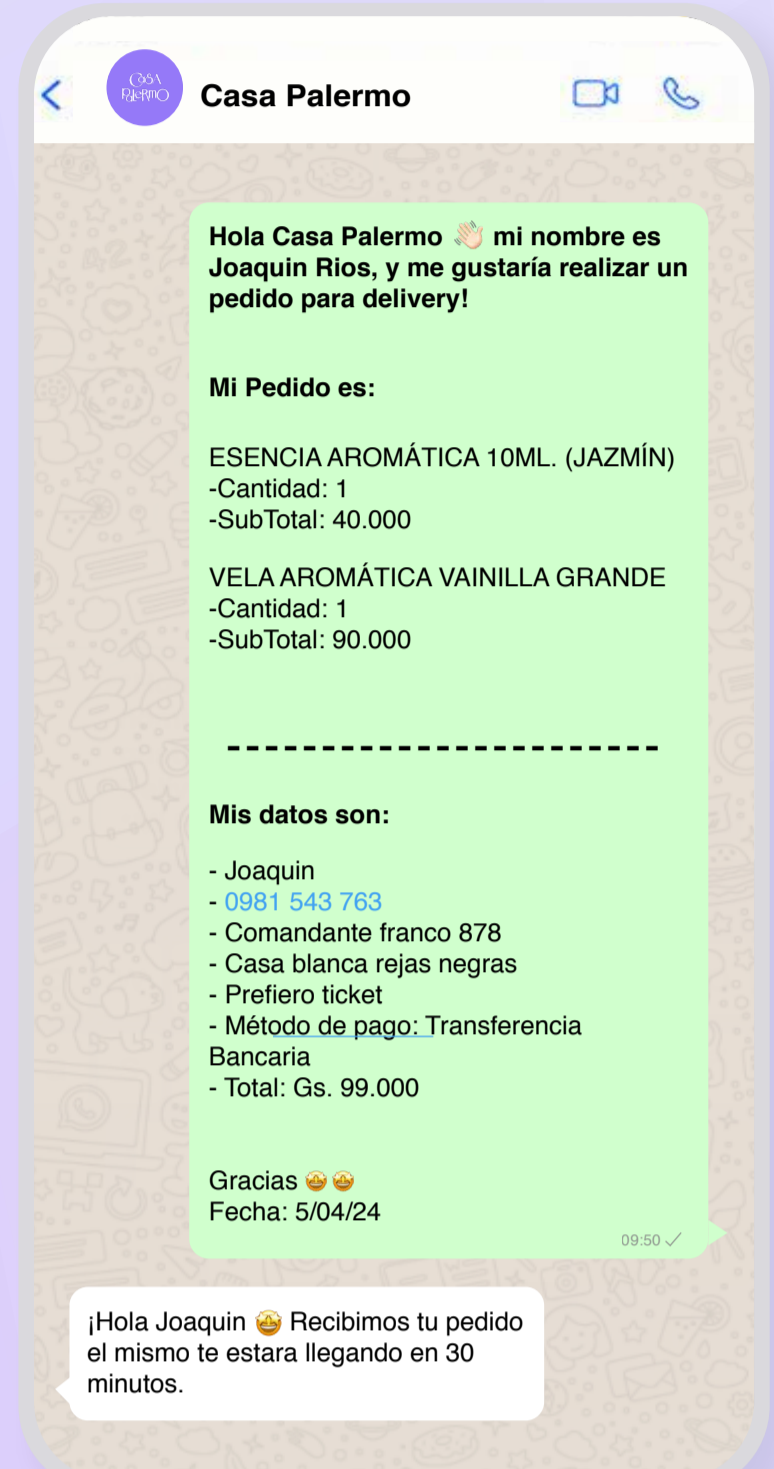 CASA
PALERMO
Casa Palermo
Hola Casa Palermo 👋🏻 mi nombre es
Joaquin Rios, y me gustaría realizar un
pedido para delivery!
Mi Pedido es:
ESENCIA AROMÁTICA 10ML. (JAZMÍN)
-Cantidad: 1
-SubTotal: 40.000
VELA AROMÁTICA VAINILLA GRANDE
-Cantidad: 1
-SubTotal: 90.000
-----------------------
Mis datos son:
- Joaquin
- 0981 543 763
- Comandante franco 878
- Casa blanca rejas negras
- Prefiero ticket
- Método de pago: Transferencia
Bancaria
- Total: Gs. 99.000
Gracias 🤩🤩
Fecha: 5/04/24
09:50
¡Hola Joaquin 🤩 Recibimos tu pedido
el mismo te estara llegando en 30
minutos.